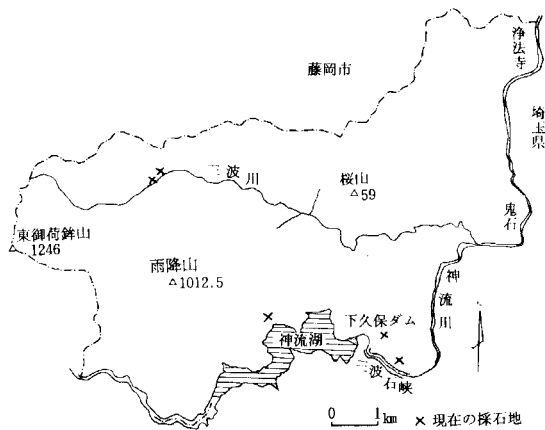 藤岡市
浄法寺
埼玉県
三波川
桜山
△59
鬼石
東御荷鉾山
△1246
雨降山
△1012.5
神流川
下久保ダム
神流湖
三波石峡
0 1km
× 現在の採石地